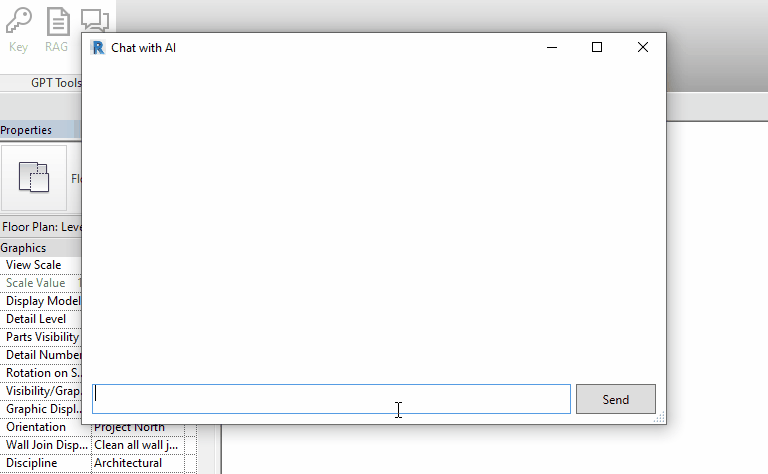 Key RAG
GPT Tools
R Chat with AI
Properties
Floor Plan: Leve
Graphics
View Scale
Scale Value 1
Display Model
Detail Level
Parts Visibility
Detail Number
Rotation on S...
Visibility/Grap...
Graphic Displ...
Orientation Project North
Wall Join Disp... Clean all wall j...
Discipline Architectural
Send